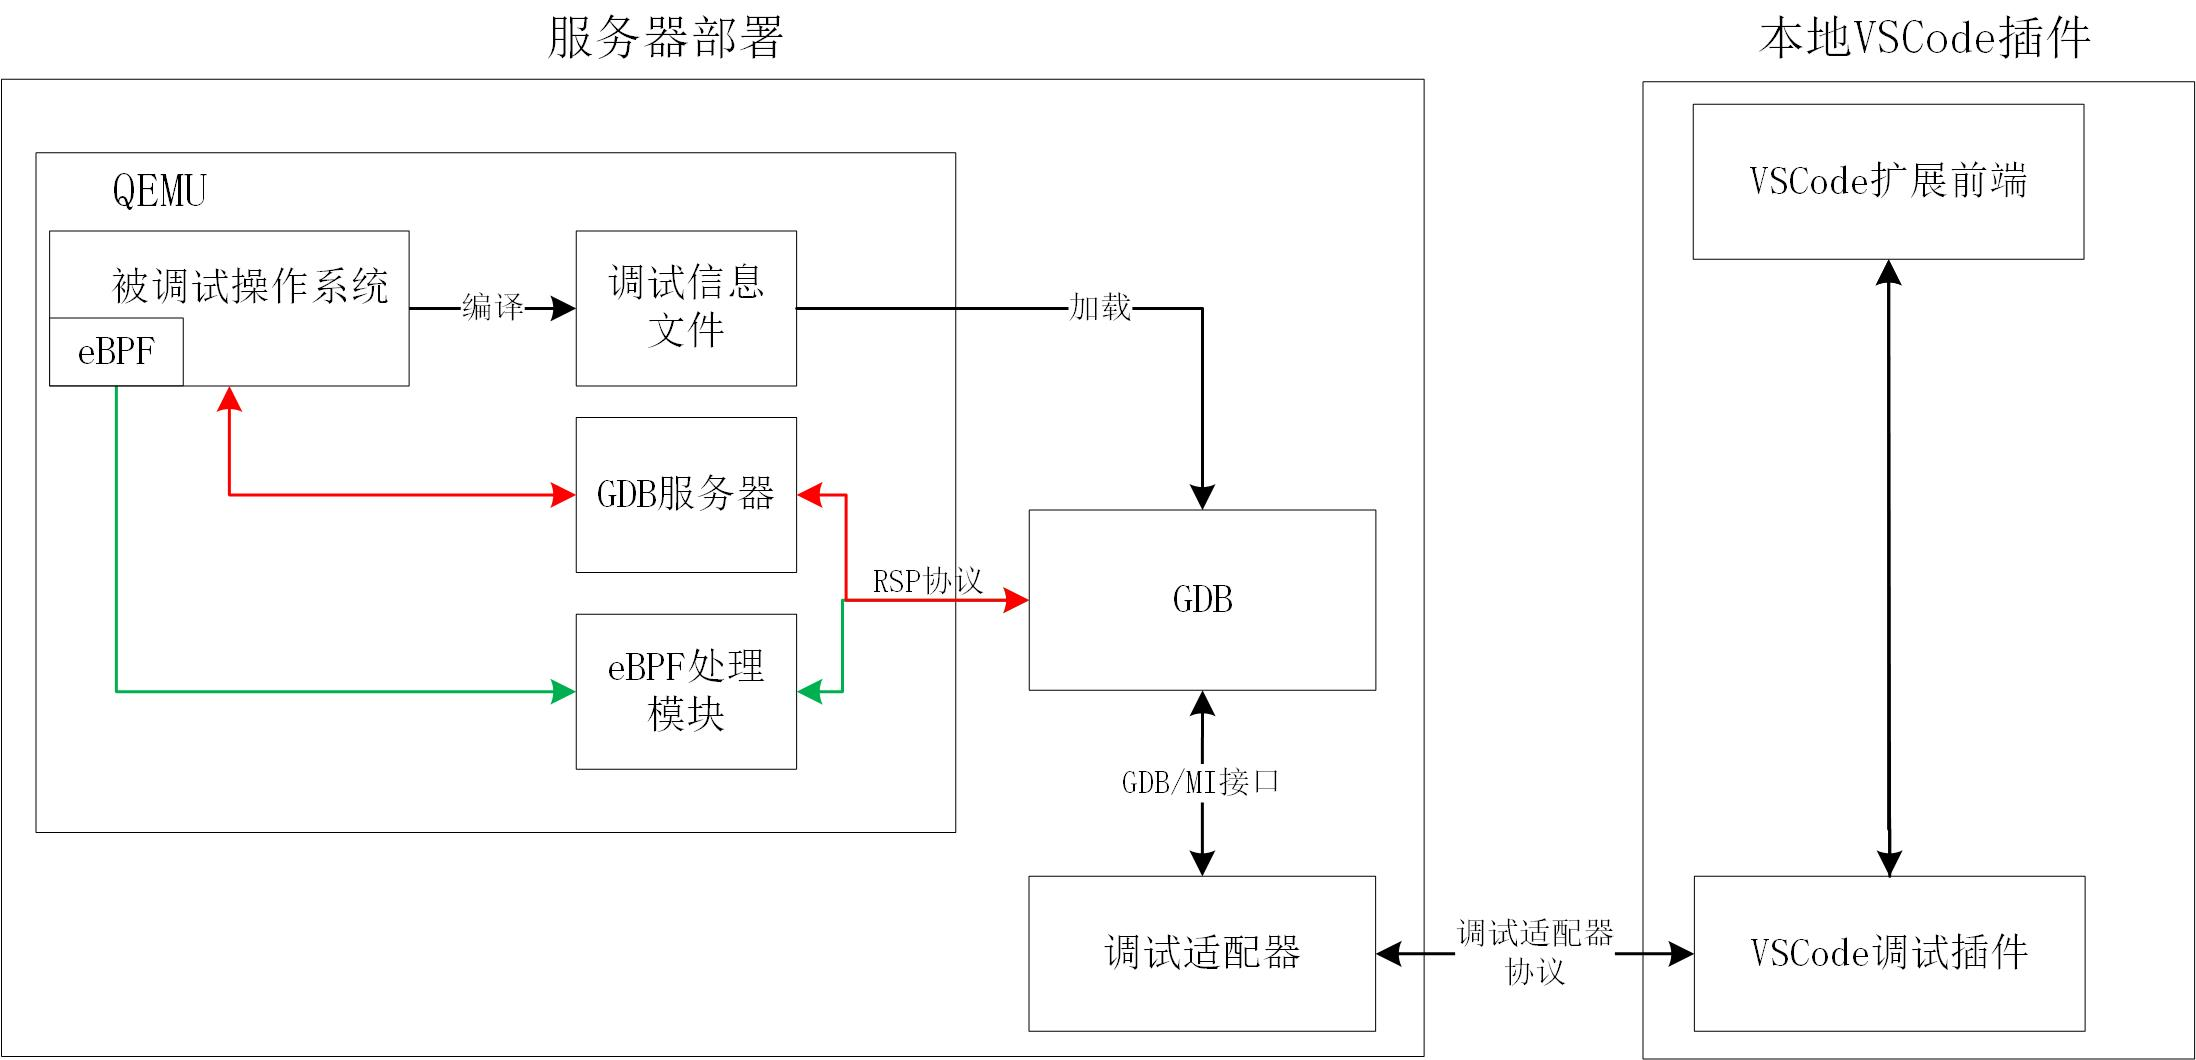 服务器部署
本地VSCode插件
QEMU
被调试操作系统
eBPF
编译
调试信息
文件
加载
VSCode扩展前端
GDB服务器
RSP协议
GDB
eBPF处理
模块
GDB/MI接口
调试适配器
调试适配器
协议
VSCode调试插件